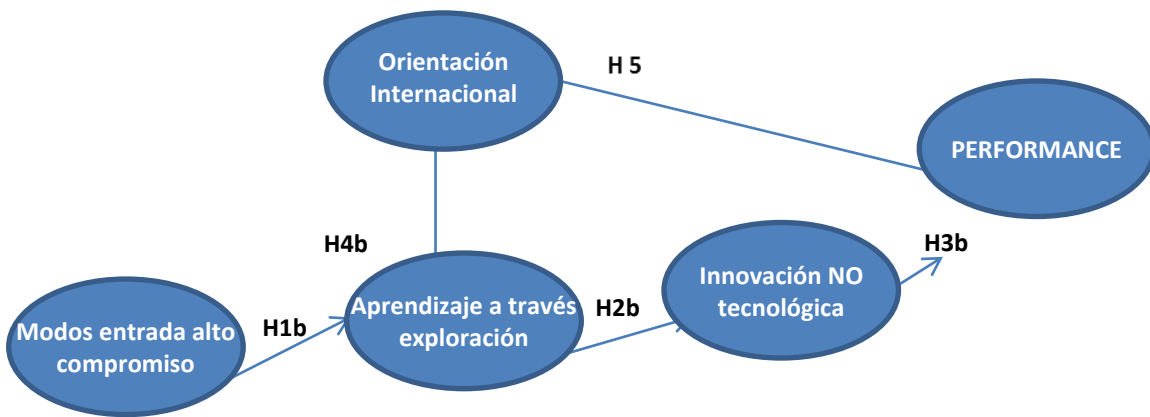 Orientación
Internacional
H 5
PERFORMANCE
H4b
H3b
Innovación NO
tecnológica
Aprendizaje a través
exploración
H2b
H1b
Modos entrada alto
compromiso